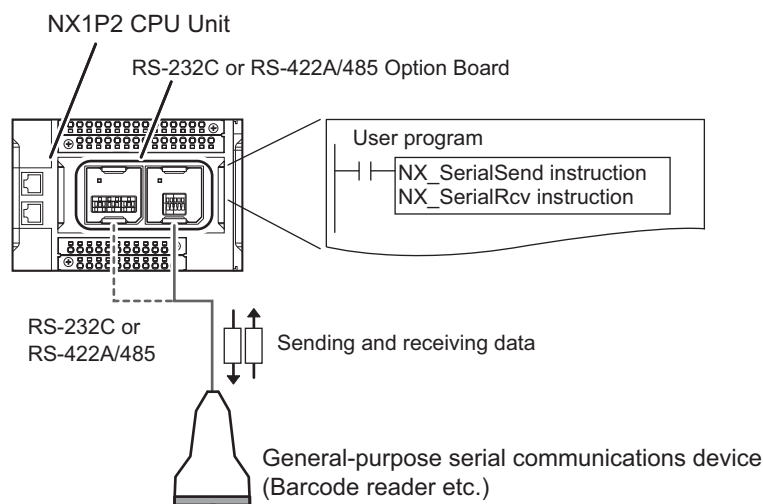 NX1P2 CPU Unit
RS-232C or RS-422A/485 Option Board
User program
NX_SerialSend instruction
NX_SerialRcv instruction
RS-232C or
RS-422A/485
Sending and receiving data
General-purpose serial communications device
(Barcode reader etc.)